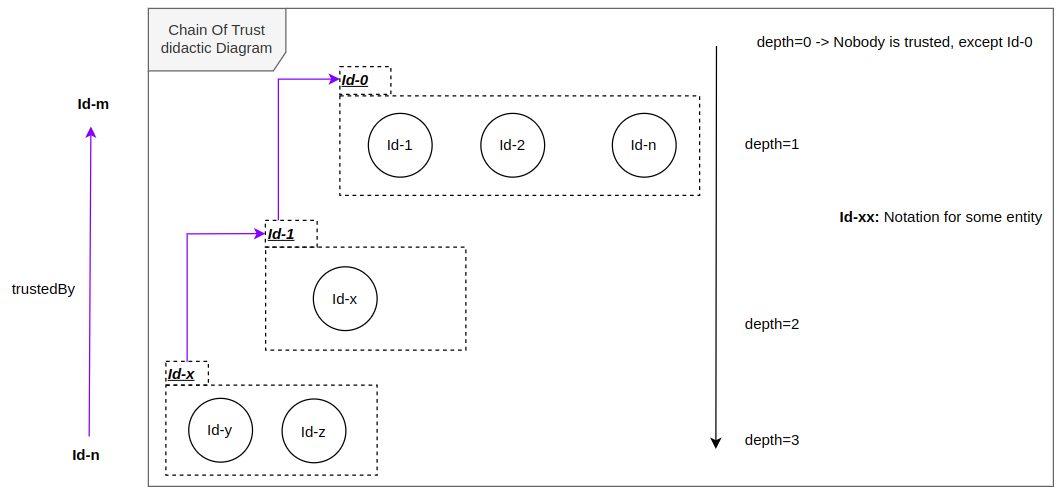 Chain Of Trust
didactic Diagram
depth=0 -> Nobody is trusted, except Id-0
Id-0
Id-m
Id-1
Id-2
Id-n
depth=1
Id-xx: Notation for some entity
Id-1
trustedBy
Id-x
depth=2
Id-x
Id-y
Id-z
depth=3
Id-n